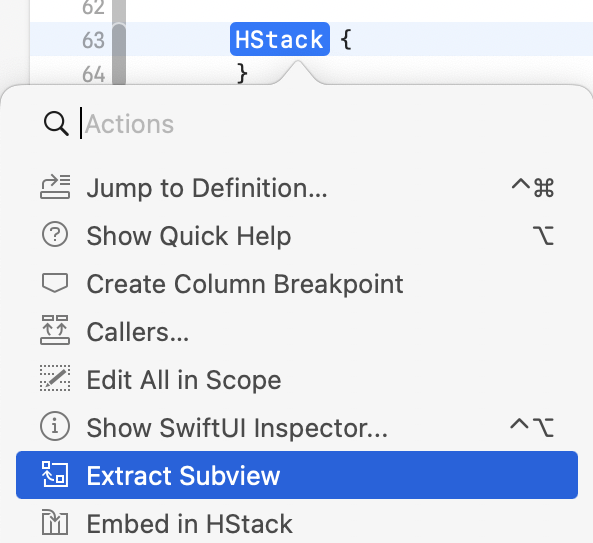 62
63 HStack {
64 }
Actions
Jump to Definition... ^⌘
Show Quick Help ⌥
Create Column Breakpoint
Callers...
Edit All in Scope
Show SwiftUI Inspector... ^⌥
Extract Subview
Embed in HStack